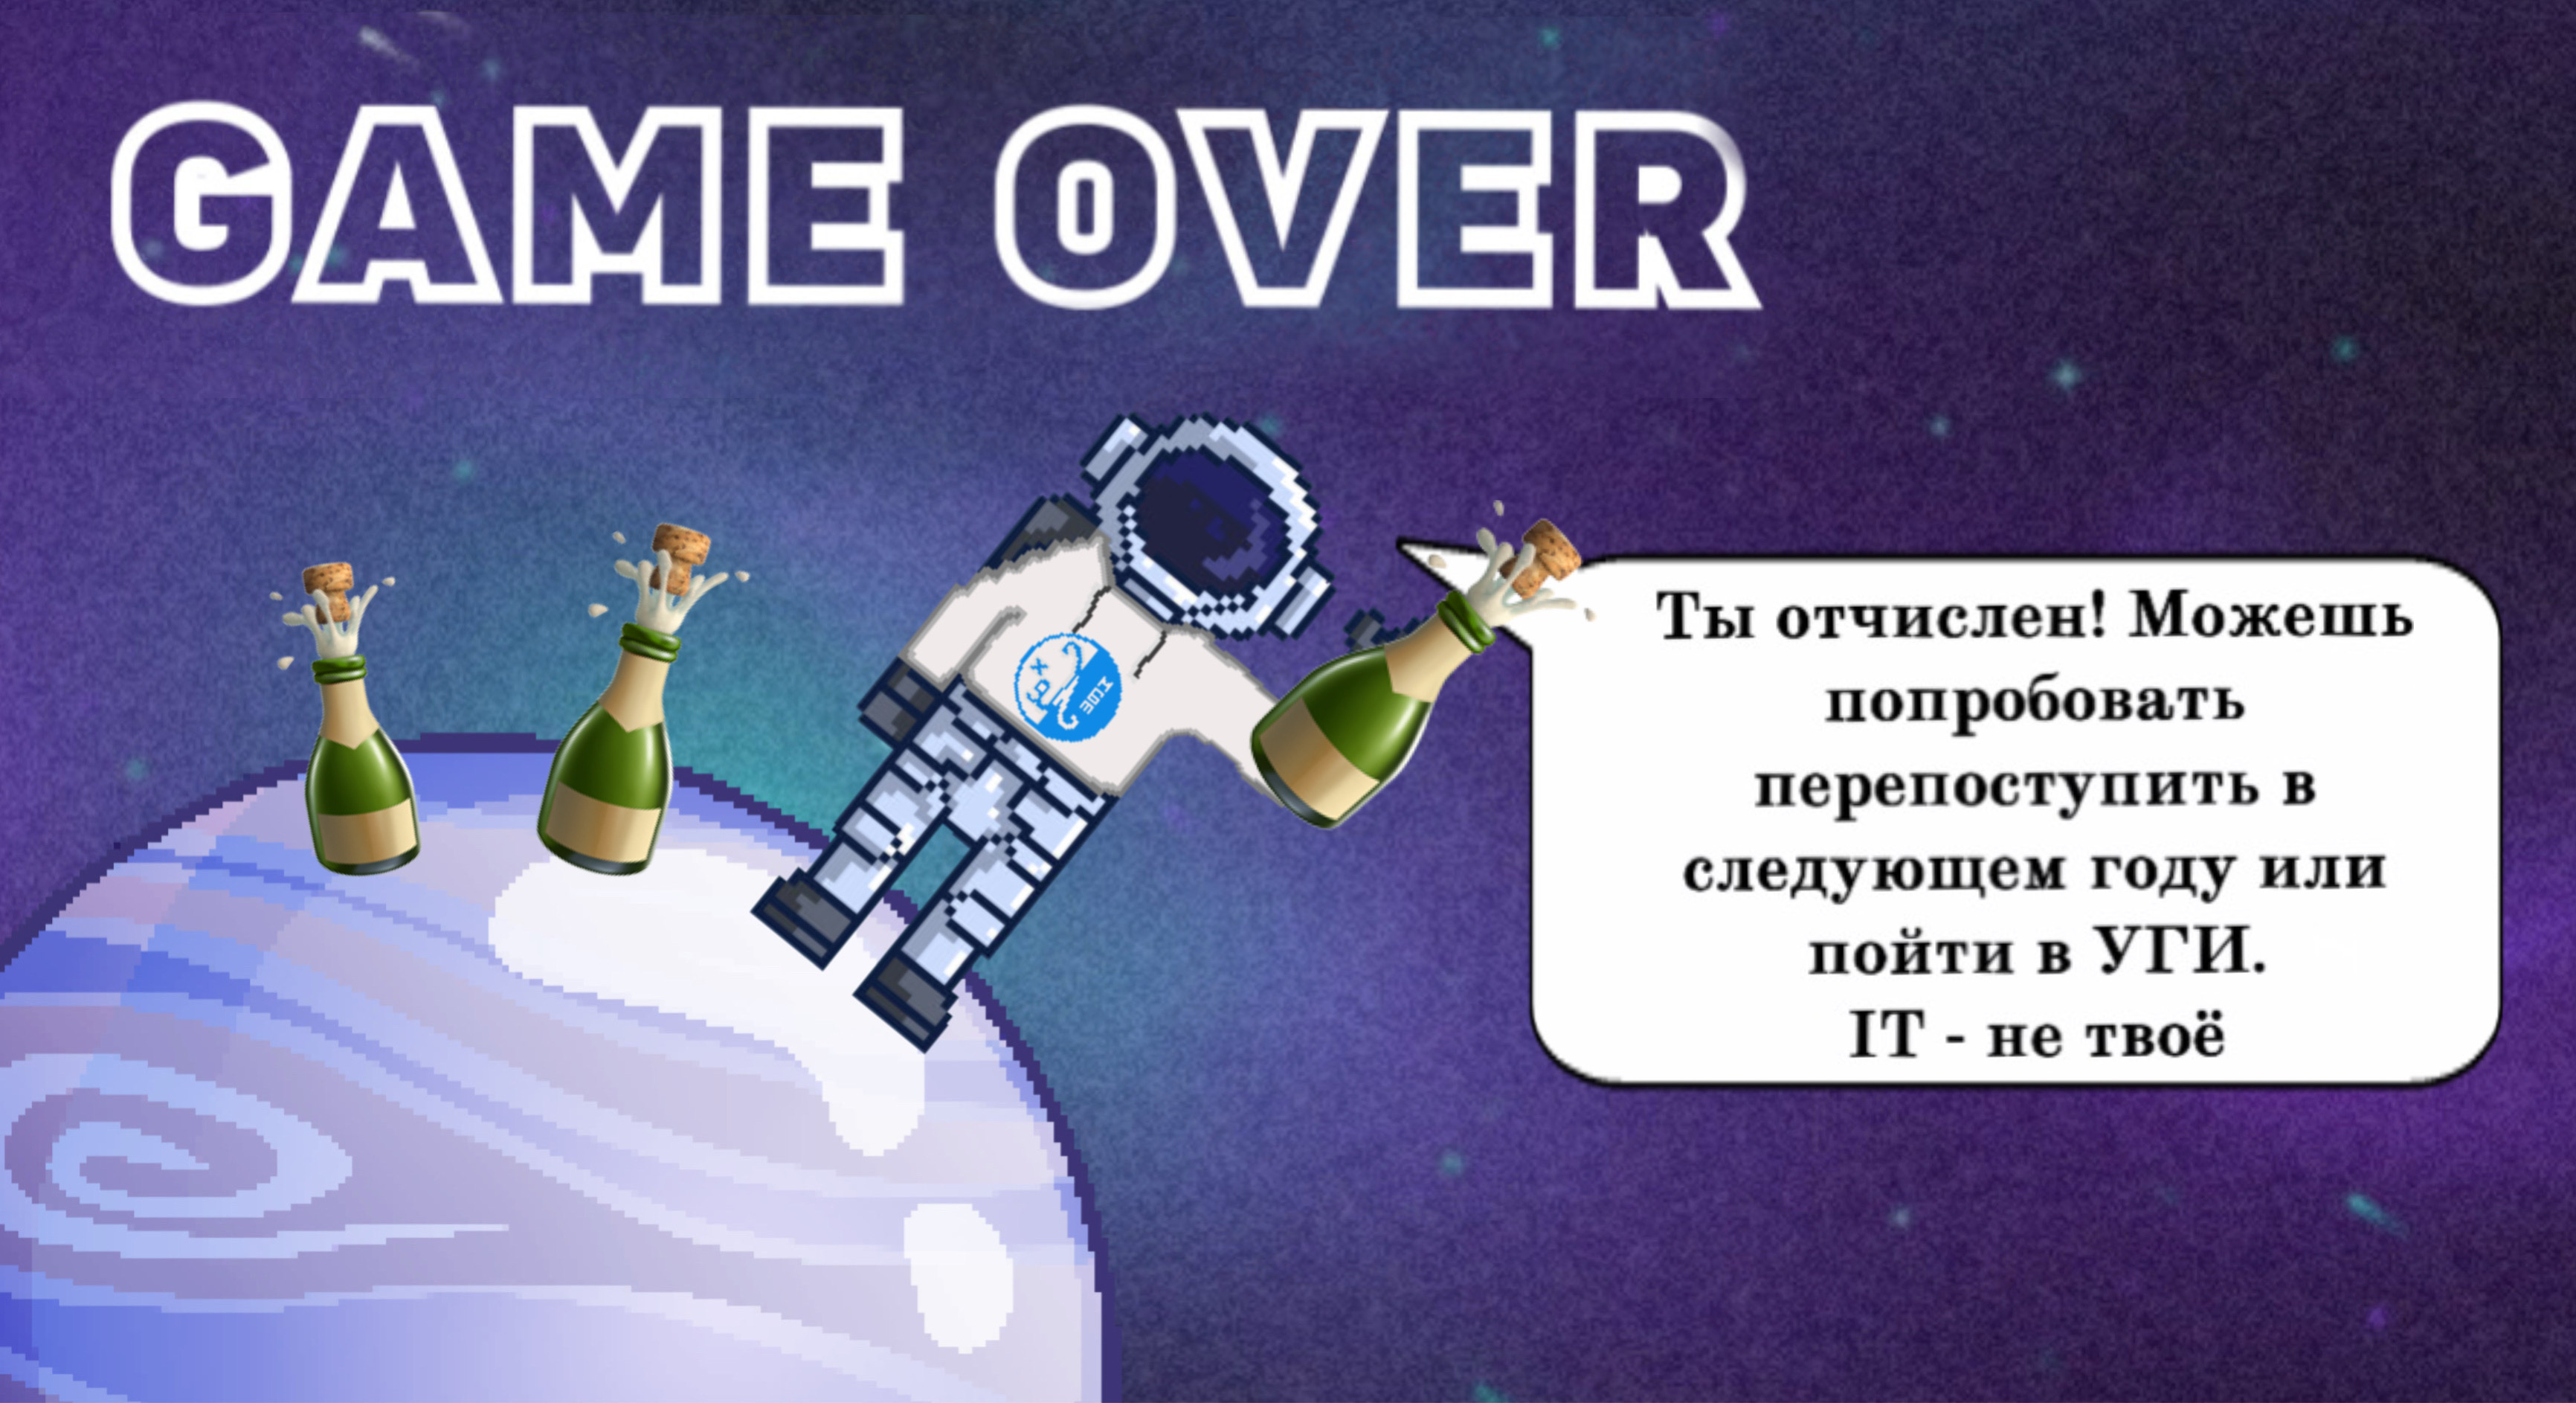 GAME OVER
Ты отчислен! Можешь
попробовать
перепоступить в
следующем году или
пойти в УГИ.
IT - не твоё